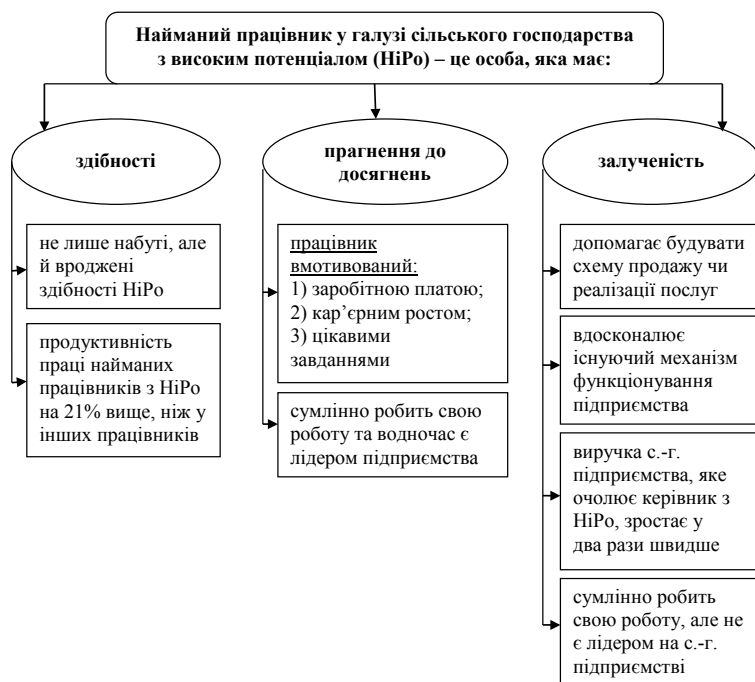 Найманий працівник у галузі сільського господарства
з високим потенціалом (HiPo) – це особа, яка має:
здібності
не лише набуті, але
й вроджені
здібності HiPo
продуктивність
праці найманих
працівників з HiPo
на 21% вище, ніж у
інших працівників
прагнення до
досягнень
працівник
вмотивований:
1) заробітною платою;
2) кар’єрним ростом;
3) цікавими
завданнями
сумлінно робить свою
роботу та водночас є
лідером підприємства
залученість
допомагає будувати
схему продажу чи
реалізації послуг
вдосконалює
існуючий механізм
функціонування
підприємства
виручка с.-г.
підприємства, яке
очолює керівник з
HiPo, зростає у
два рази швидше
сумлінно робить
свою роботу, але не
є лідером на с.-г.
підприємстві